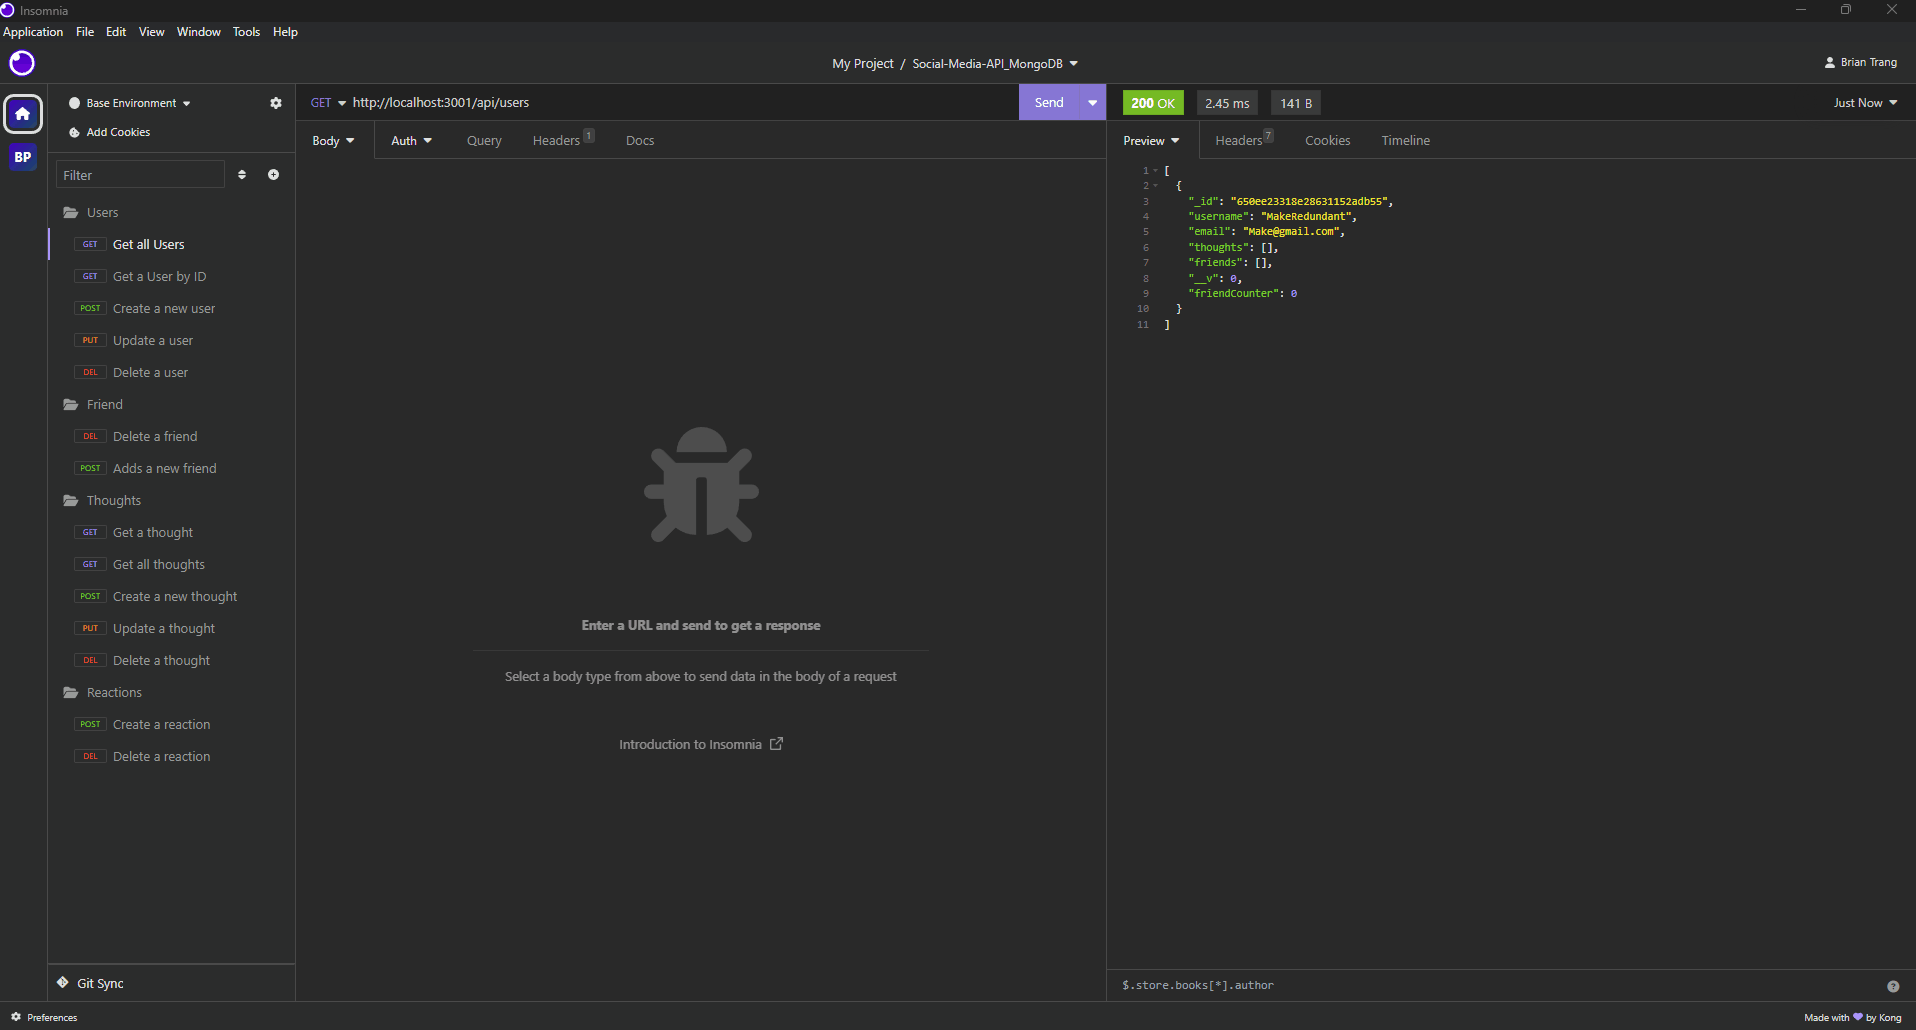 Insomnia
Application File Edit View Window Tools Help
My Project / Social-Media-API_MongoDB
Brian Trang
BP
Base Environment
Add Cookies
Filter
Users
GET Get all Users
GET Get a User by ID
POST Create a new user
PUT Update a user
DEL Delete a user
Friend
DEL Delete a friend
POST Adds a new friend
Thoughts
GET Get a thought
GET Get all thoughts
POST Create a new thought
PUT Update a thought
DEL Delete a thought
Reactions
POST Create a reaction
DEL Delete a reaction
Git Sync
GET http://localhost:3001/api/users Send
Body Auth Query Headers 1 Docs
Enter a URL and send to get a response
Select a body type from above to send data in the body of a request
Introduction to Insomnia
200 OK 2.45 ms 141 B Just Now
Preview Headers 7 Cookies Timeline
1 [
2 {
3 "_id": "650ee23318e28631152adb55",
4 "username": "MakeRedundant",
5 "email": "Make@gmail.com",
6 "thoughts": [],
7 "friends": [],
8 "__v": 0,
9 "friendCounter": 0
10 }
11 ]
$.store.books[*].author ?
Preferences
Made with 💜 by Kong